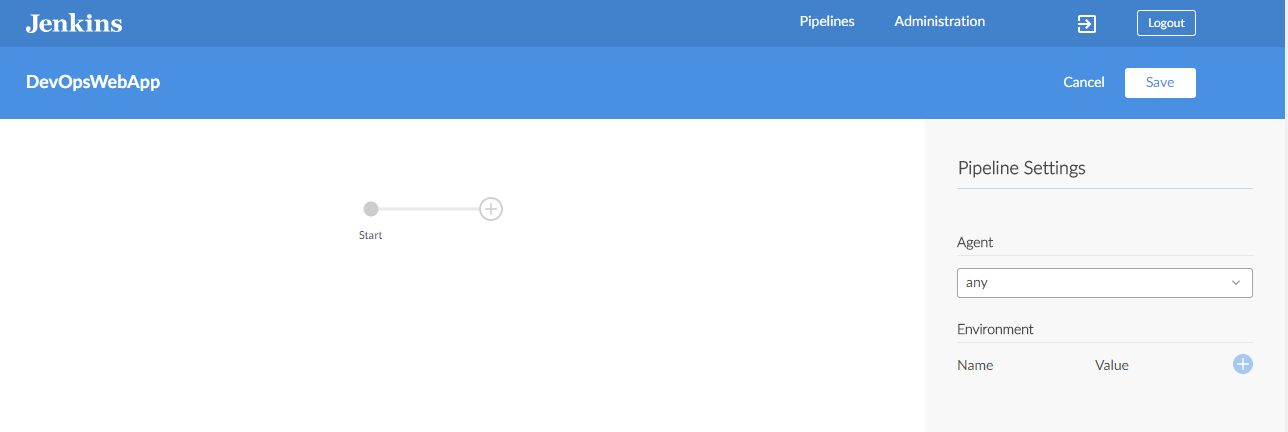 Jenkins Pipelines Administration Logout
DevOpsWebApp Cancel Save
Pipeline Settings
Start
Agent
any
Environment
Name Value